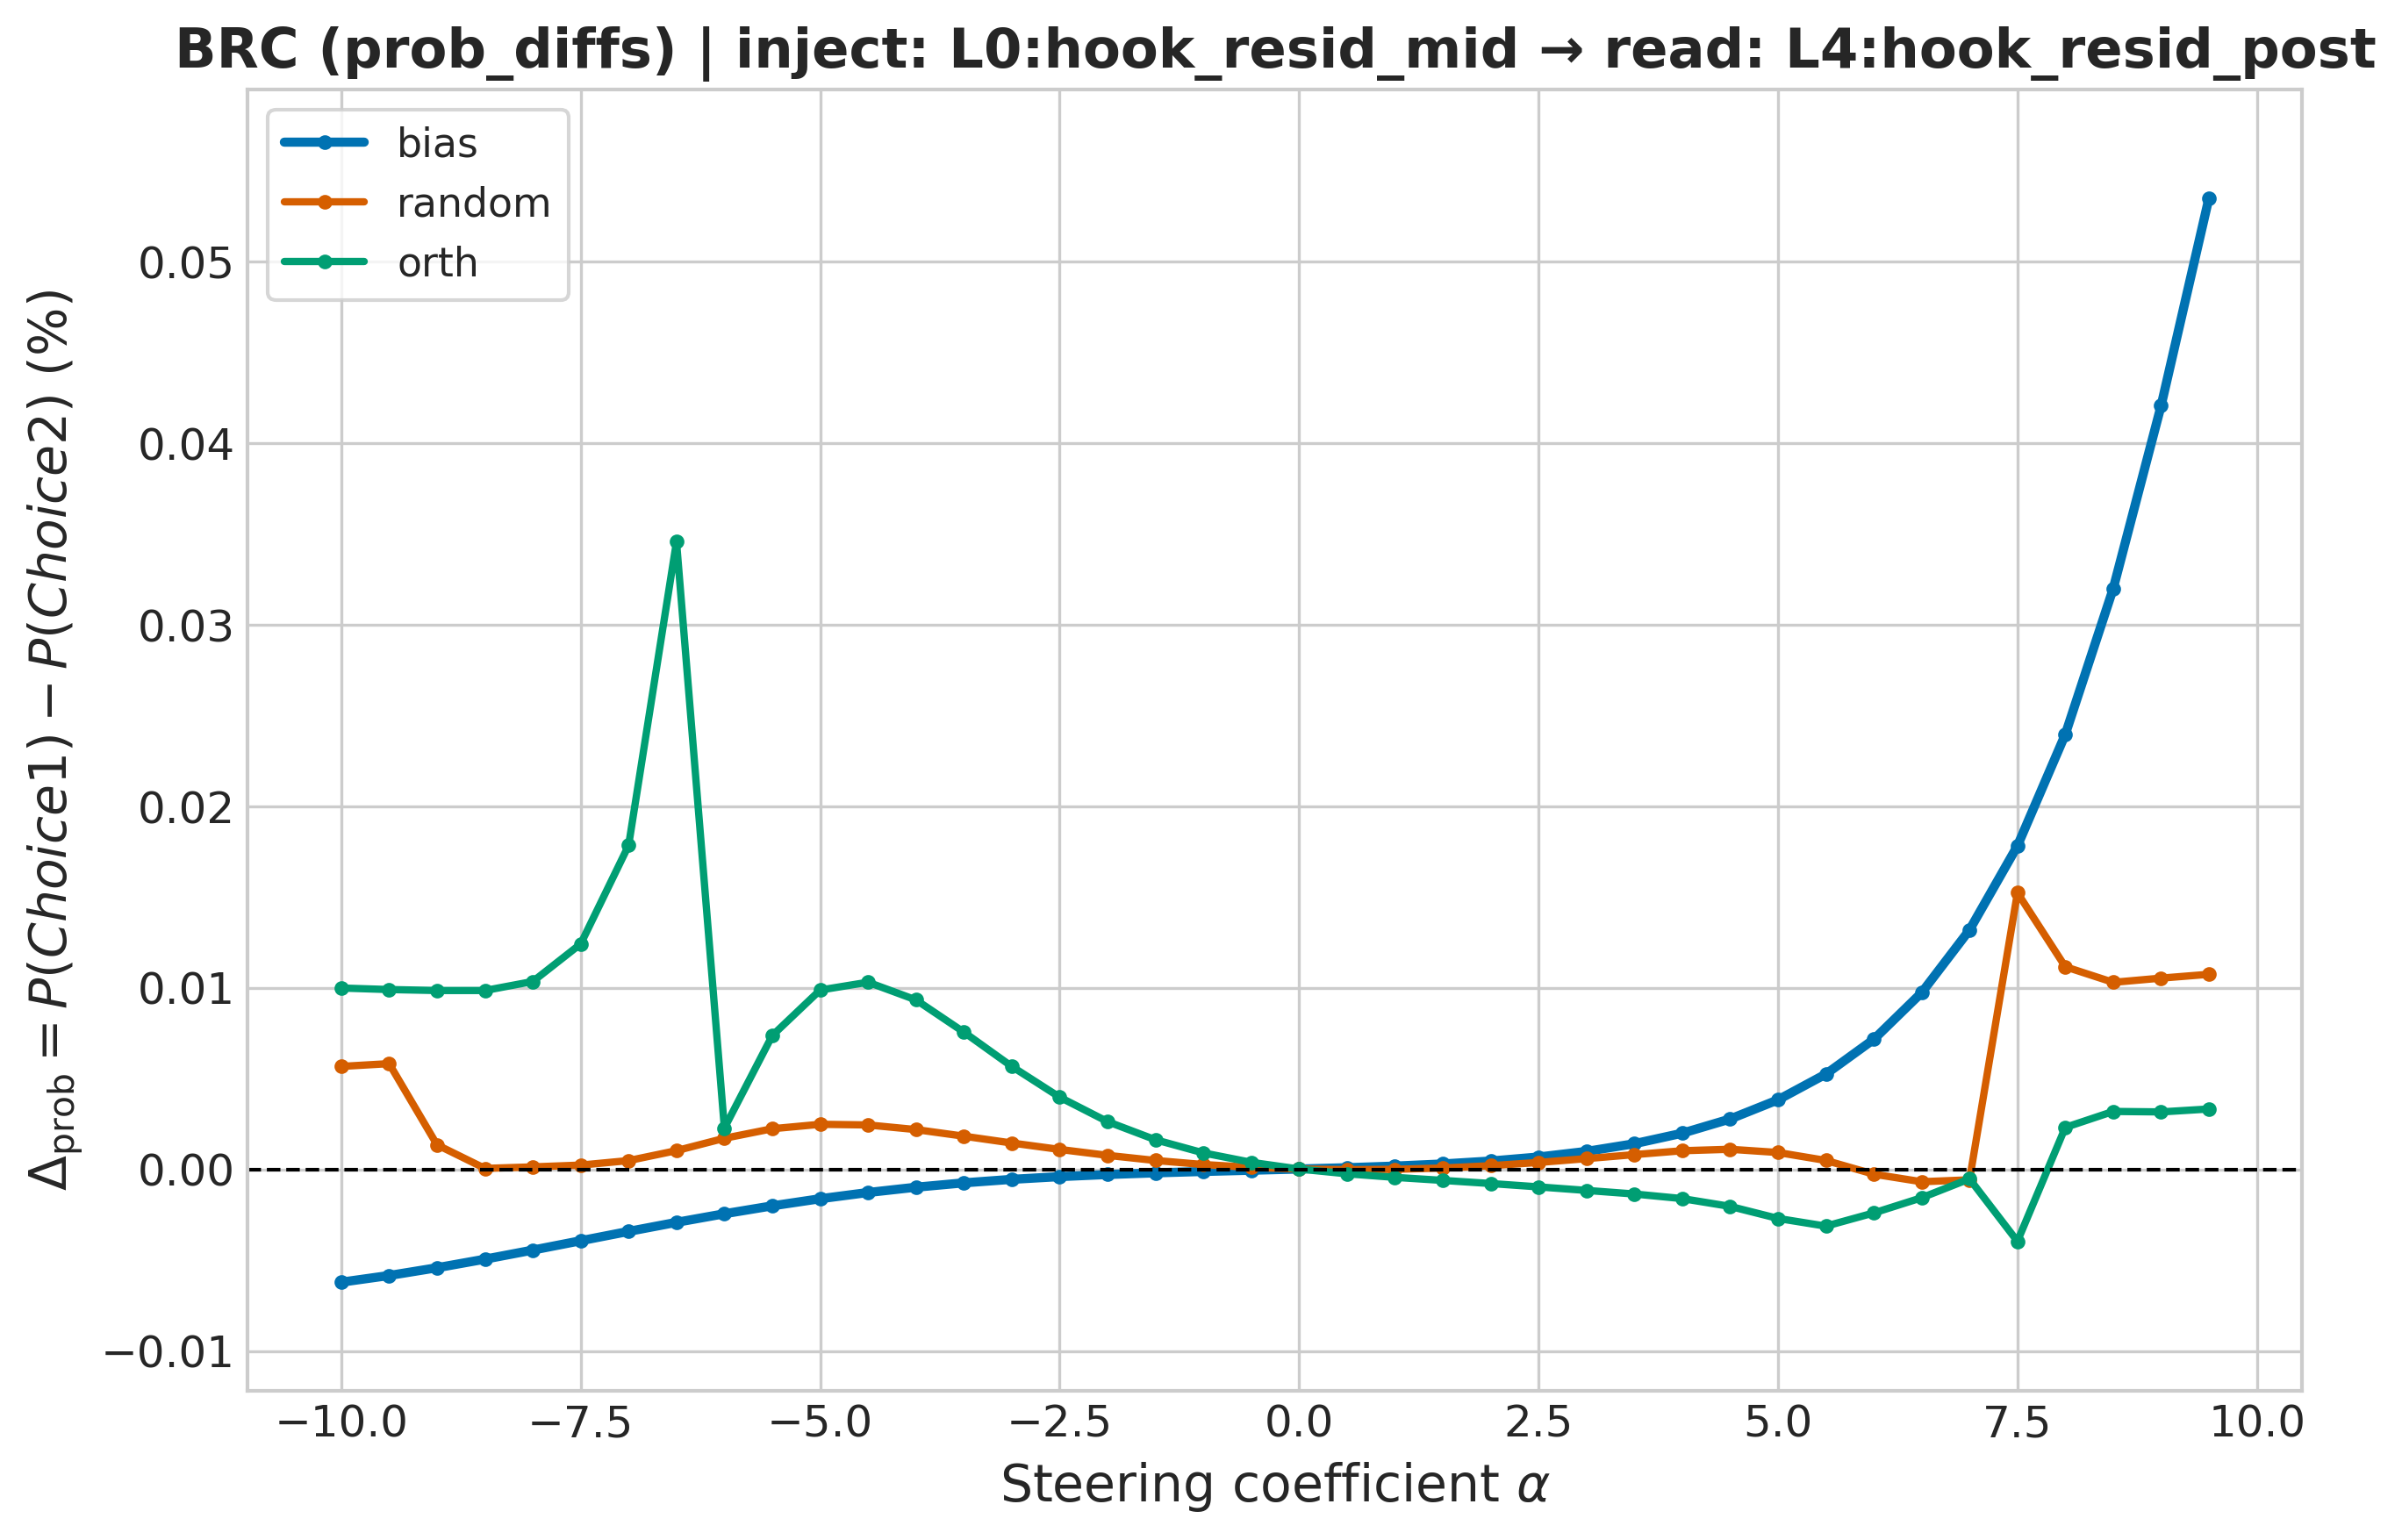 BRC (prob_diffs) | inject: L0:hook_resid_mid → read: L4:hook_resid_post
bias
random
orth
Δprob = P(Choice1) − P(Choice2) (%)
0.05
0.04
0.03
0.02
0.01
0.00
−0.01
−10.0 −7.5 −5.0 −2.5 0.0 2.5 5.0 7.5 10.0
Steering coefficient α